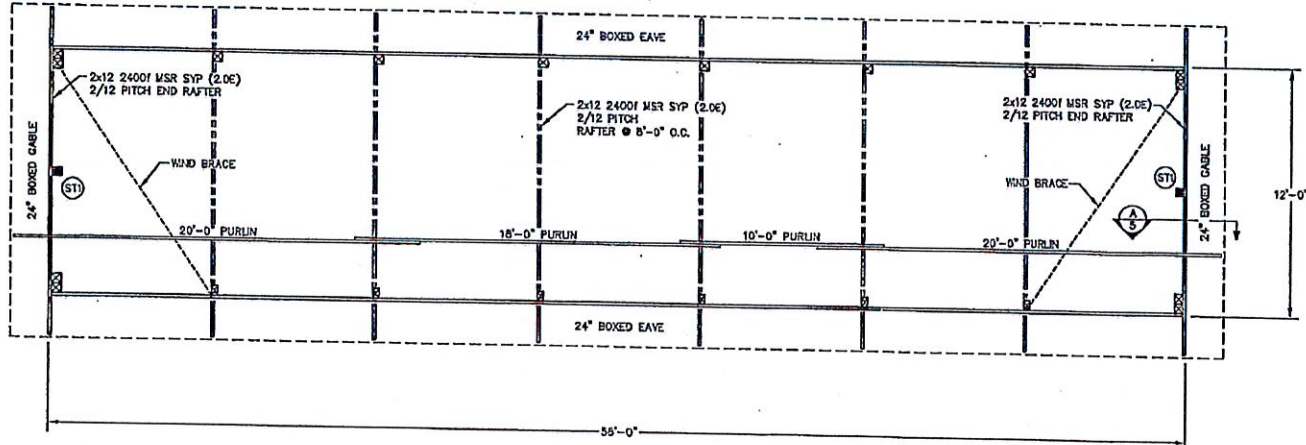 24" BOXED EAVE
2x12 2400f MSR SYP (2.0E)
2/12 PITCH END RAFTER
2x12 2400f MSR SYP (2.0E)
2/12 PITCH
RAFTER @ 8'-0" O.C.
2x12 2400f MSR SYP (2.0E)
2/12 PITCH END RAFTER
24" BOXED GABLE
WIND BRACE
ST1
WIND BRACE
ST1
A
5
24" BOXED GABLE
12'-0"
20'-0" PURLIN
18'-0" PURLIN
10'-0" PURLIN
20'-0" PURLIN
24" BOXED EAVE
56'-0"